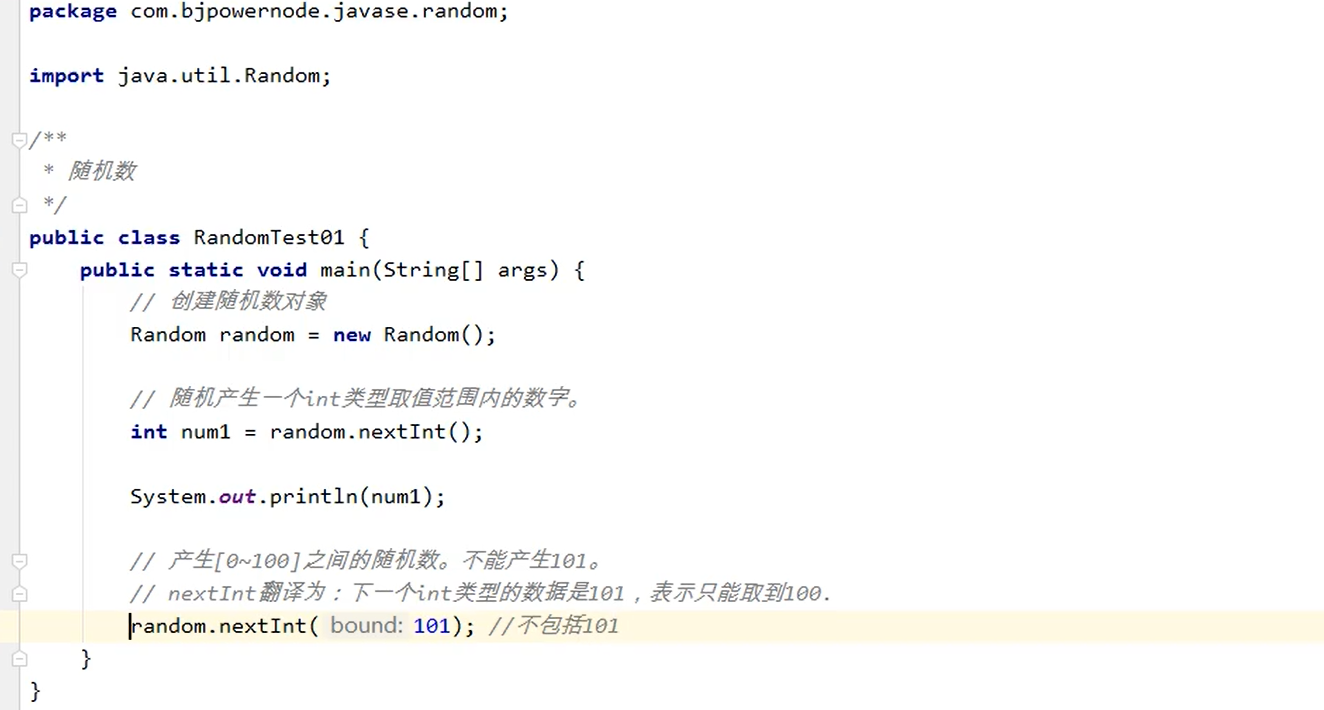 package com.bjpowernode.javase.random;
import java.util.Random;
/**
* 随机数
*/
public class RandomTest01 {
public static void main(String[] args) {
// 创建随机数对象
Random random = new Random();
// 随机产生一个int类型取值范围内的数字。
int num1 = random.nextInt();
System.out.println(num1);
// 产生[0~100]之间的随机数。不能产生101。
// nextInt翻译为：下一个int类型的数据是101，表示只能取到100.
random.nextInt( bound: 101); //不包括101
}
}